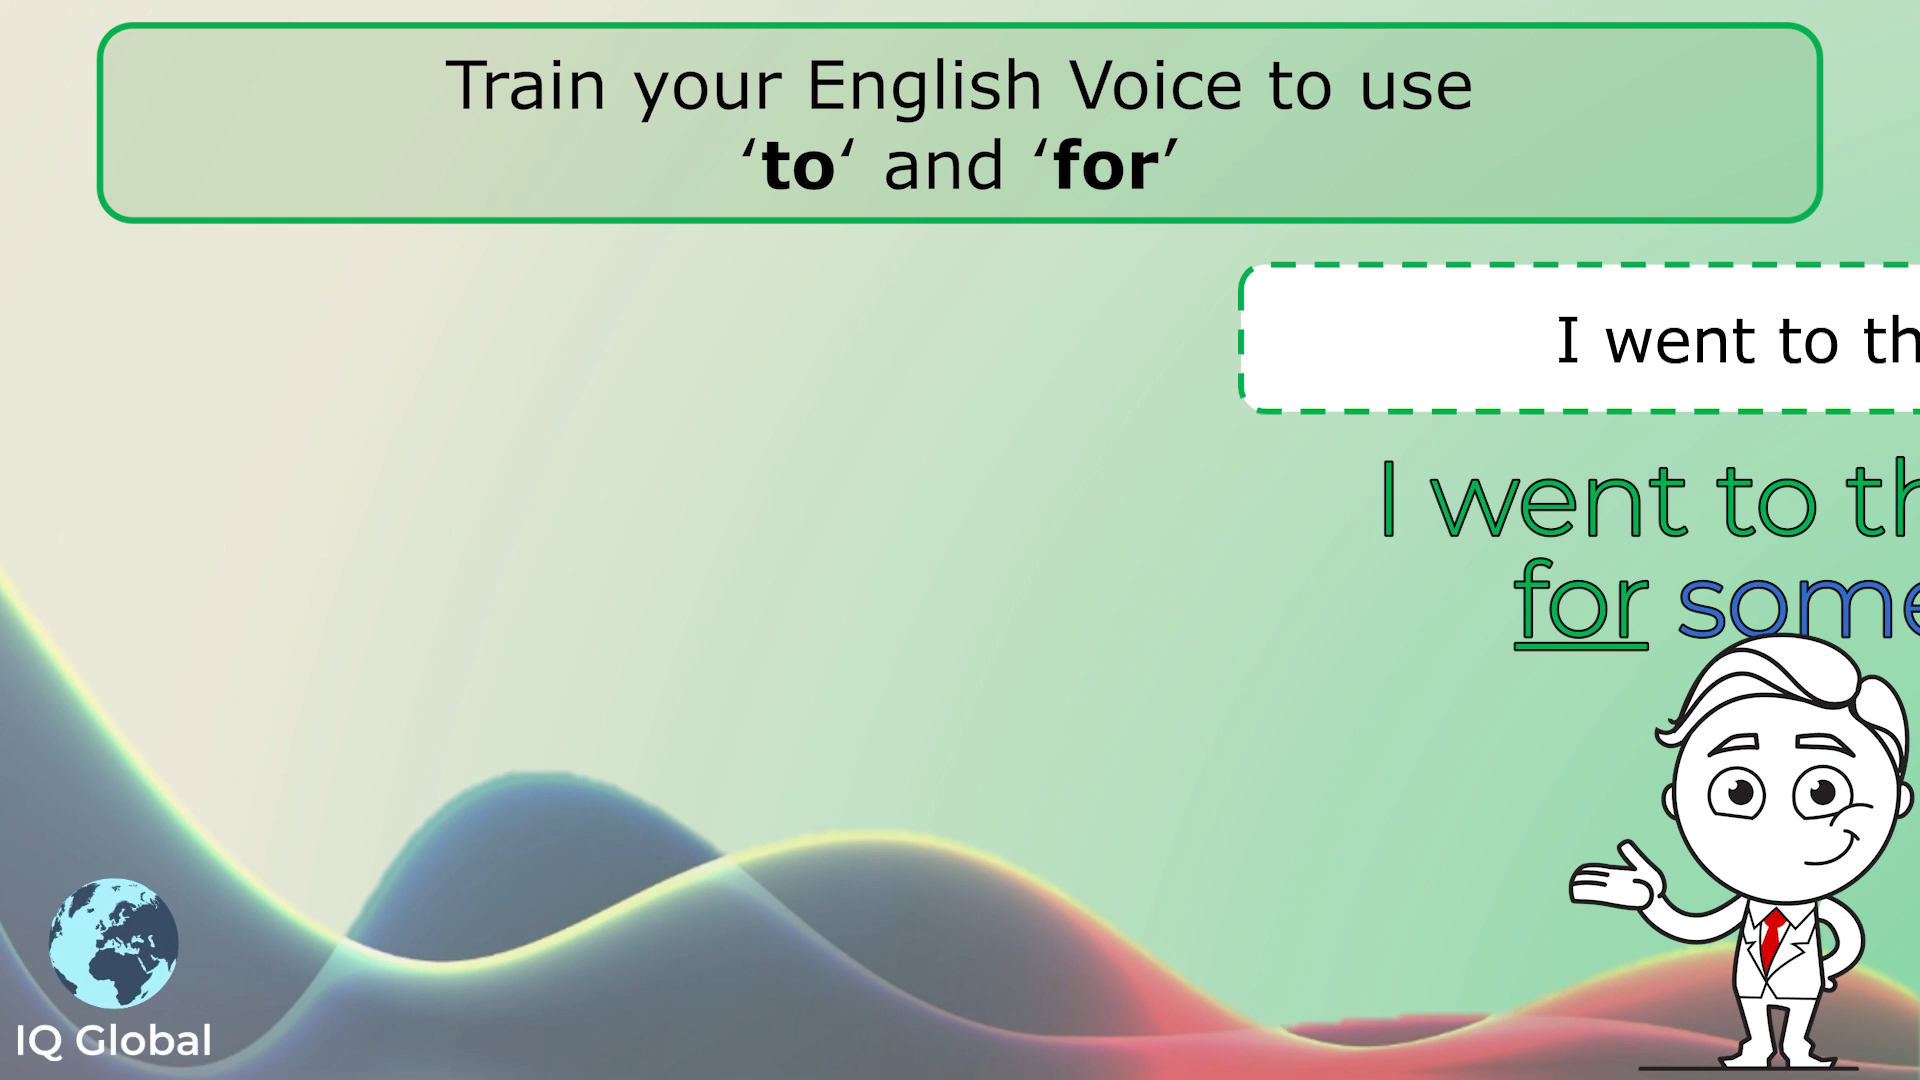 Train your English Voice to use
‘to‘ and ‘for’
I went to th
I went to th
for some
IQ Global